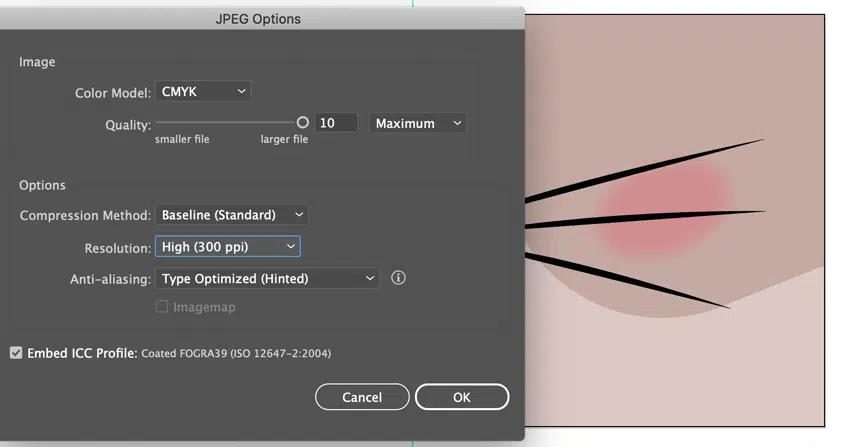 JPEG Options
Image
Color Model: CMYK
Quality: 10 Maximum
smaller file larger file
Options
Compression Method: Baseline (Standard)
Resolution: High (300 ppi)
Anti-aliasing: Type Optimized (Hinted)
Imagemap
Embed ICC Profile: Coated FOGRA39 (ISO 12647-2:2004)
Cancel OK